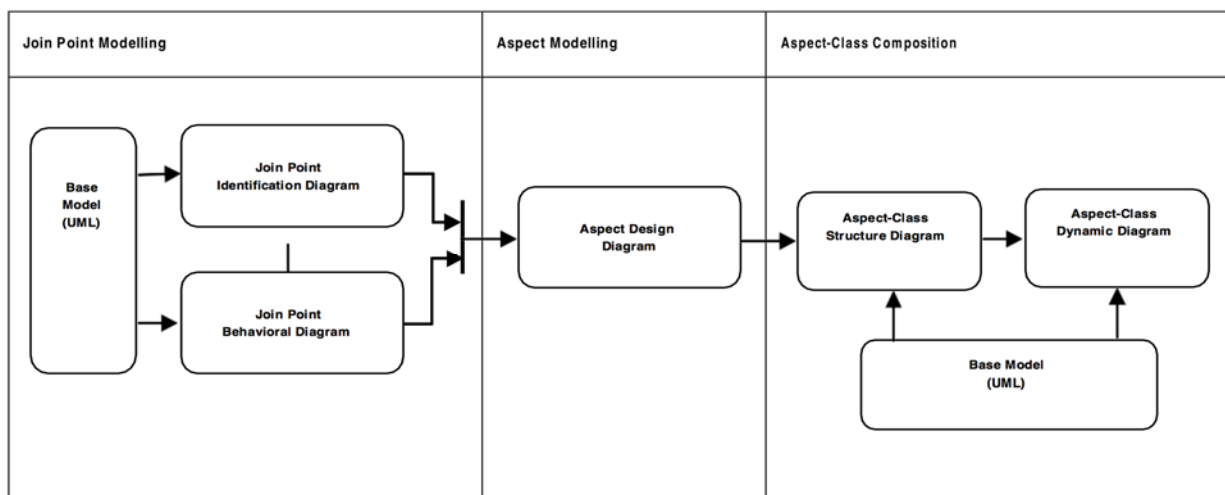 Join Point Modelling
Aspect Modelling
Aspect-Class Composition
Base
Model
(UML)
Join Point
Identification Diagram
Join Point
Behavioral Diagram
Aspect Design
Diagram
Aspect-Class
Structure Diagram
Aspect-Class
Dynamic Diagram
Base Model
(UML)